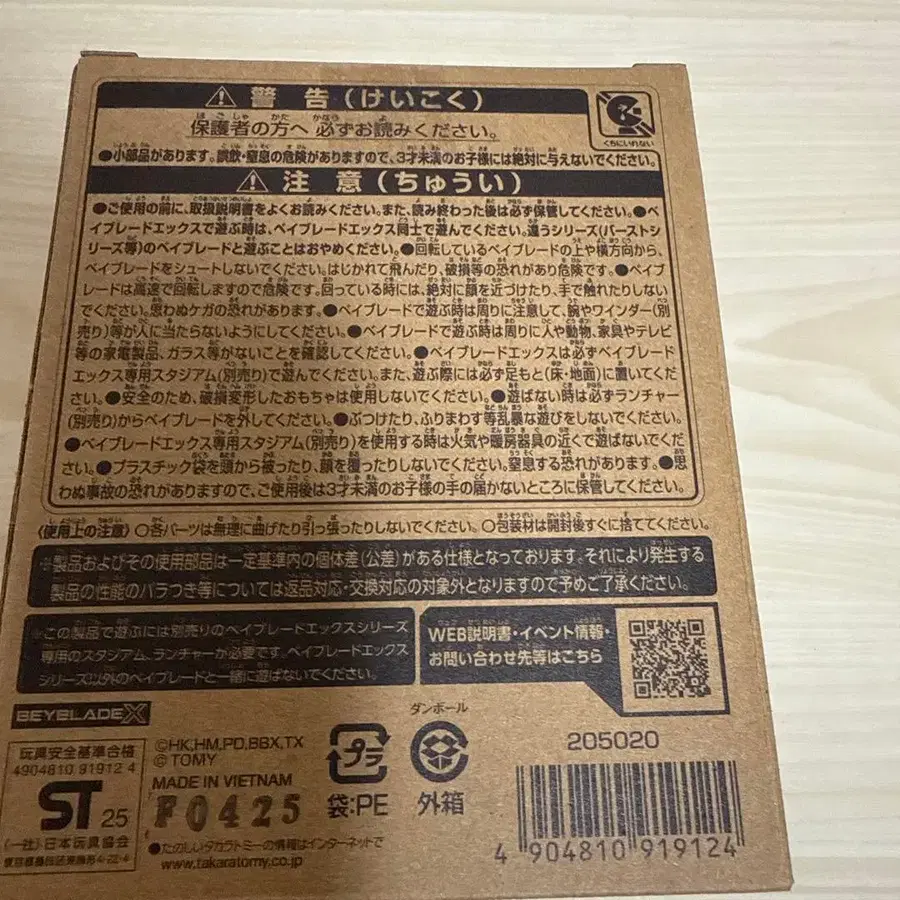 警告(けいこく)
保護者の方へ 必ずお読みください。
くちにいれない
●小部品があります。誤飲・窒息の危険がありますので、3才未満のお子様には絶対に与えないでください。
注意(ちゅうい)
●ご使用の前に、取扱説明書をよくお読みください。また、読み終わった後は必ず保管してください。●ベイ
ブレードエックスで遊ぶ時は、ベイブレードエックス同士で遊んでください。違うシリーズ(バーストシ
リーズ等)のベイブレードと遊ぶことはおやめください。●回転しているベイブレードの上や横方向から、
ベイブレードをシュートしないでください。はじかれて飛んだり、破損等の恐れがあり危険です。●ベイブ
レードは高速で回転しますので危険です。回っている時には、絶対に顔を近づけたり、手で触れたりしない
でください。思わぬケガの恐れがあります。●ベイブレードで遊ぶ時は周りに注意して、腕やワインダー(別
売り)等が人に当たらないようにしてください。●ベイブレードで遊ぶ時は周りに人や動物、家具やテレビ
等の家電製品、ガラス等がないことを確認してください。●ベイブレードエックスは必ずベイブレード
エックス専用スタジアム(別売り)で遊んでください。また、遊ぶ際には必ず足もと(床・地面)に置いてくだ
さい。●安全のため、破損変形したおもちゃは使用しないでください。●遊ばない時は必ずランチャー
(別売り)からベイブレードを外してください。●ぶつけたり、ふりまわす等乱暴な遊びをしないでください。
●ベイブレードエックス専用スタジアム(別売り)を使用する時は火気や暖房器具の近くで遊ばないでくだ
さい。●プラスチック袋を頭から被ったり、顔を覆ったりしないでください。窒息する恐れがあります。●思
わぬ事故の恐れがありますので、ご使用後は3才未満のお子様の手の届かないところに保管してください。
〈使用上の注意〉○各パーツは無理に曲げたり引っ張ったりしないでください。○包装材は開封後すぐに捨ててください。
※製品およびその使用部品は一定基準内の個体差(公差)がある仕様となっております。それにより発生する
製品の性能のバラつき等については返品対応・交換対応の対象外となりますので予めご了承ください。
※この製品で遊ぶには別売りのベイブレードエックスシリーズ
専用のスタジアム、ランチャーが必要です。ベイブレードエックス
シリーズ以外のベイブレードと一緒に遊ばないでください。
WEB説明書・イベント情報・
お問い合わせ先等はこちら
BEYBLADE X
玩具安全基準合格
4904810 91912 4
ST 25
(一社)日本玩具協会
東京都墨田区東駒形4-22-4
©HK,HM,PD,BBX,TX
© TOMY
MADE IN VIETNAM
F0425
●たのしいタカラトミーの情報はインターネットで
www.takaratomy.co.jp
プラ
袋:PE
ダンボール
外箱
205020
4 904810 919124